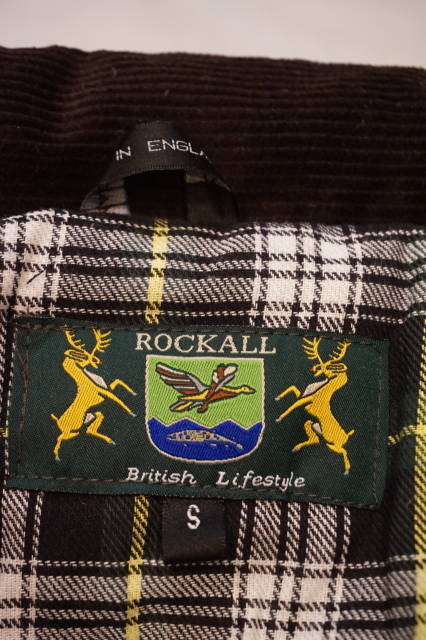 IN ENGLA
ROCKALL
British Lifestyle
S